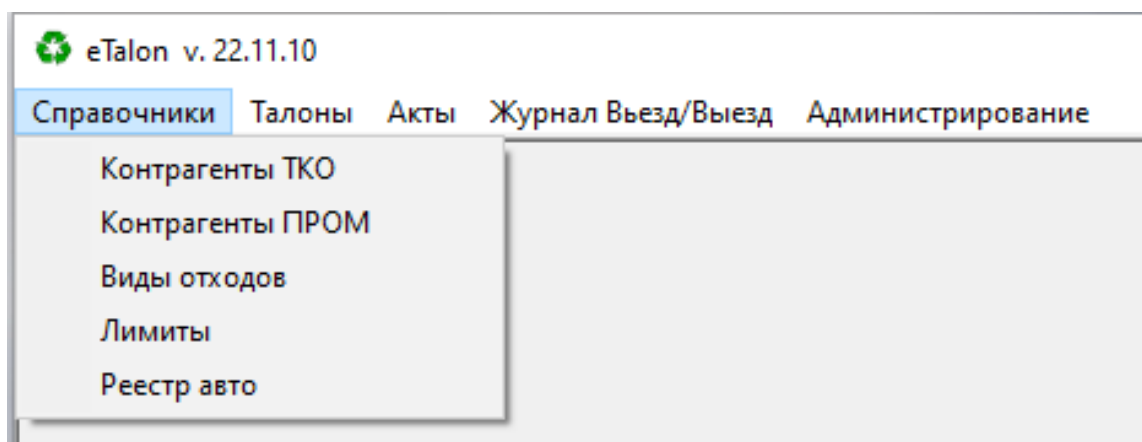 eTalon v. 22.11.10
Справочники Талоны Акты Журнал Вьезд/Выезд Администрирование
Контрагенты ТКО
Контрагенты ПРОМ
Виды отходов
Лимиты
Реестр авто